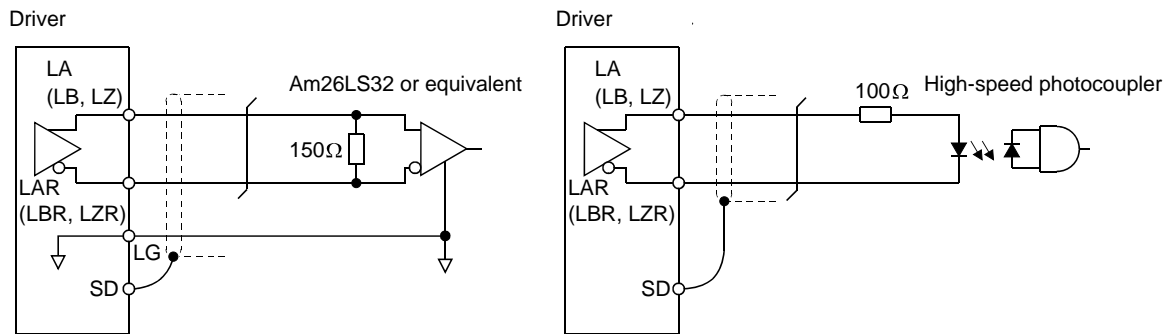 Driver
LA
(LB, LZ)
Am26LS32 or equivalent
150Ω
LAR
(LBR, LZR)
LG
SD
Driver
LA
(LB, LZ)
100Ω
High-speed photocoupler
LAR
(LBR, LZR)
SD